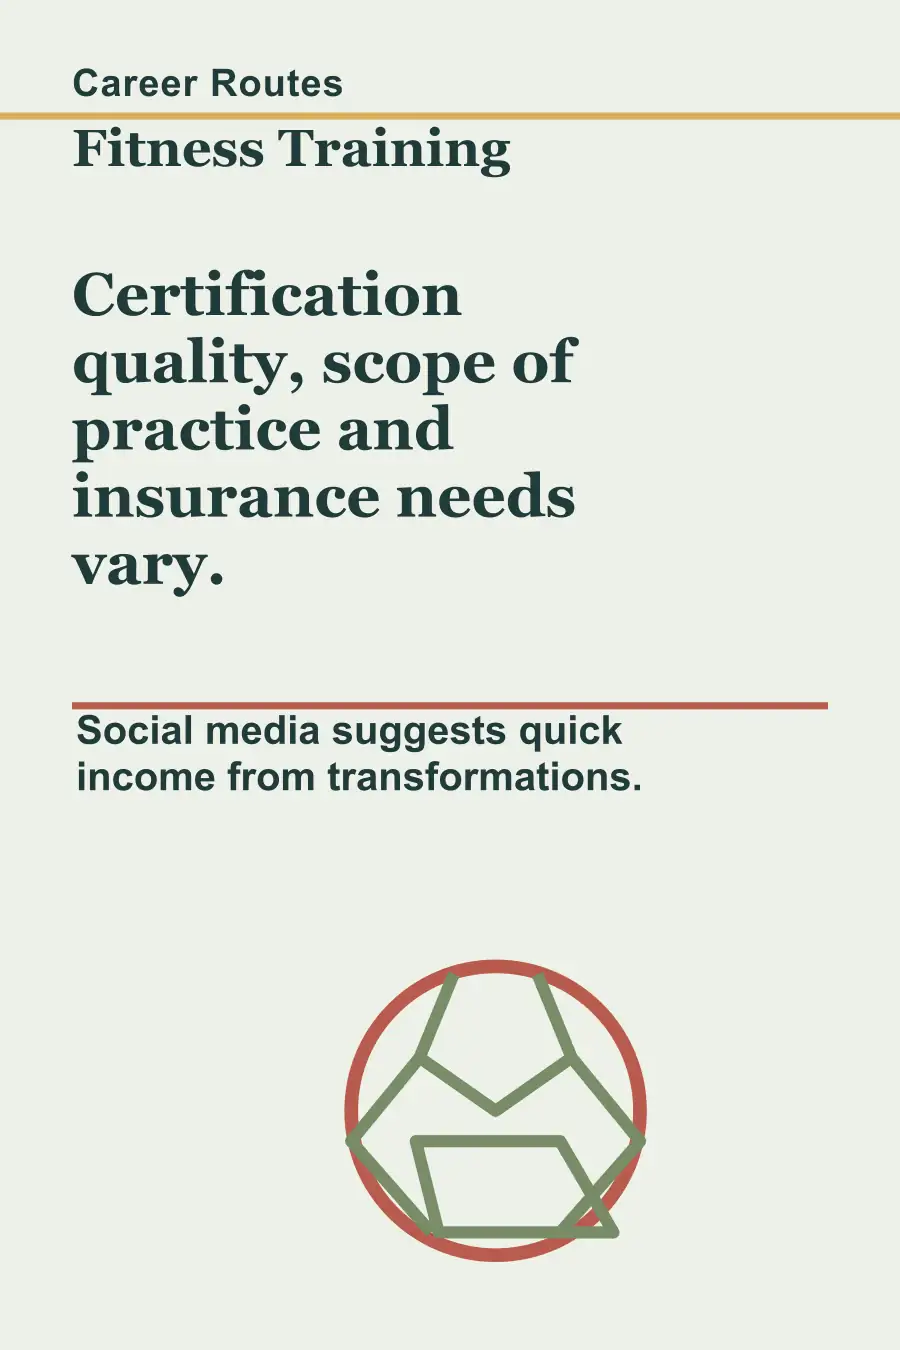 Career Routes
Fitness Training
Certification
quality, scope of
practice and
insurance needs
vary.
Social media suggests quick
income from transformations.